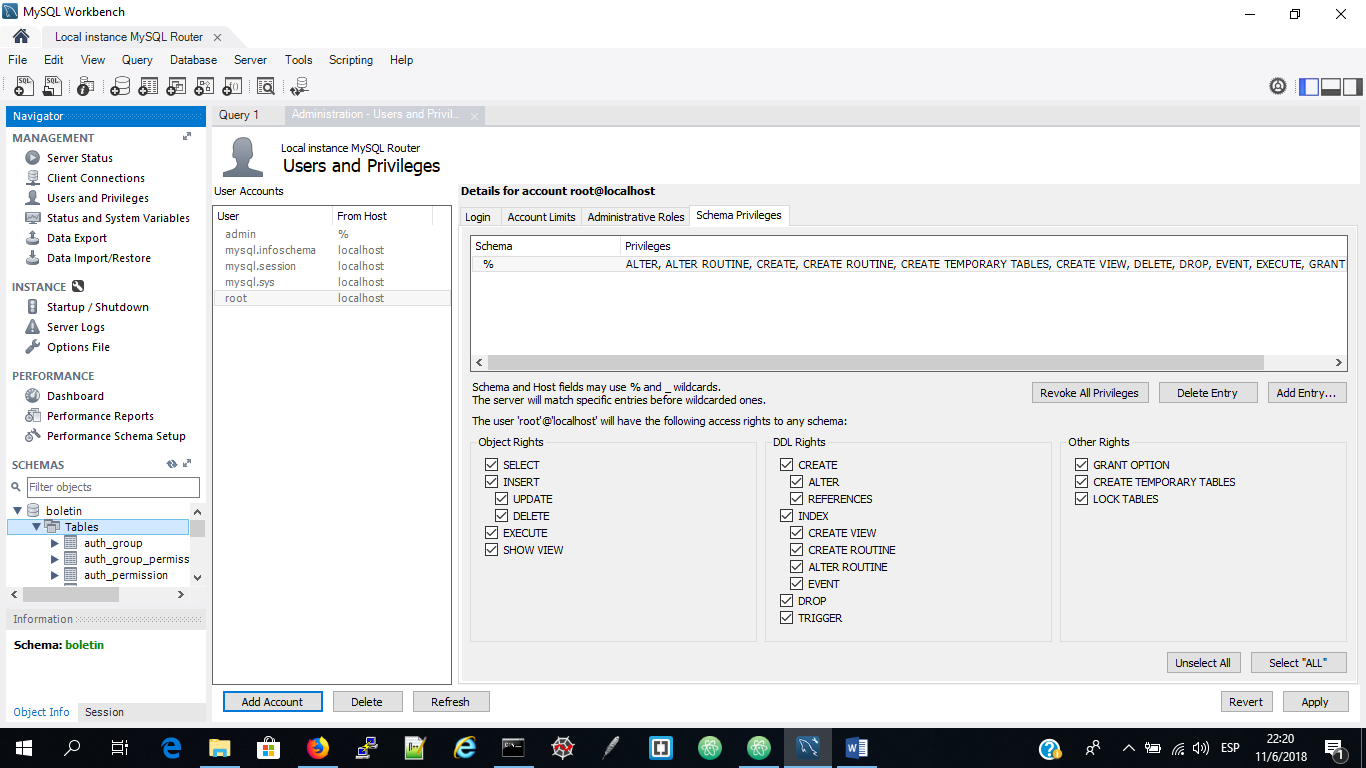 MySQL Workbench
Local instance MySQL Router
File Edit View Query Database Server Tools Scripting Help
Navigator
MANAGEMENT
Server Status
Client Connections
Users and Privileges
Status and System Variables
Data Export
Data Import/Restore
INSTANCE
Startup / Shutdown
Server Logs
Options File
PERFORMANCE
Dashboard
Performance Reports
Performance Schema Setup
SCHEMAS
Filter objects
boletin
Tables
auth_group
auth_group_permiss
auth_permission
Information
Schema: boletin
Object Info Session
Query 1 Administration - Users and Privil...
Local instance MySQL Router
Users and Privileges
User Accounts
User From Host
admin %
mysql.infoschema localhost
mysql.session localhost
mysql.sys localhost
root localhost
Add Account Delete Refresh
Details for account root@localhost
Login Account Limits Administrative Roles Schema Privileges
Schema Privileges
% ALTER, ALTER ROUTINE, CREATE, CREATE ROUTINE, CREATE TEMPORARY TABLES, CREATE VIEW, DELETE, DROP, EVENT, EXECUTE, GRANT
Schema and Host fields may use % and _ wildcards.
The server will match specific entries before wildcarded ones.
Revoke All Privileges Delete Entry Add Entry...
The user 'root'@'localhost' will have the following access rights to any schema:
Object Rights
SELECT
INSERT
UPDATE
DELETE
EXECUTE
SHOW VIEW
DDL Rights
CREATE
ALTER
REFERENCES
INDEX
CREATE VIEW
CREATE ROUTINE
ALTER ROUTINE
EVENT
DROP
TRIGGER
Other Rights
GRANT OPTION
CREATE TEMPORARY TABLES
LOCK TABLES
Unselect All Select "ALL"
Revert Apply
ESP
22:20
11/6/2018
1